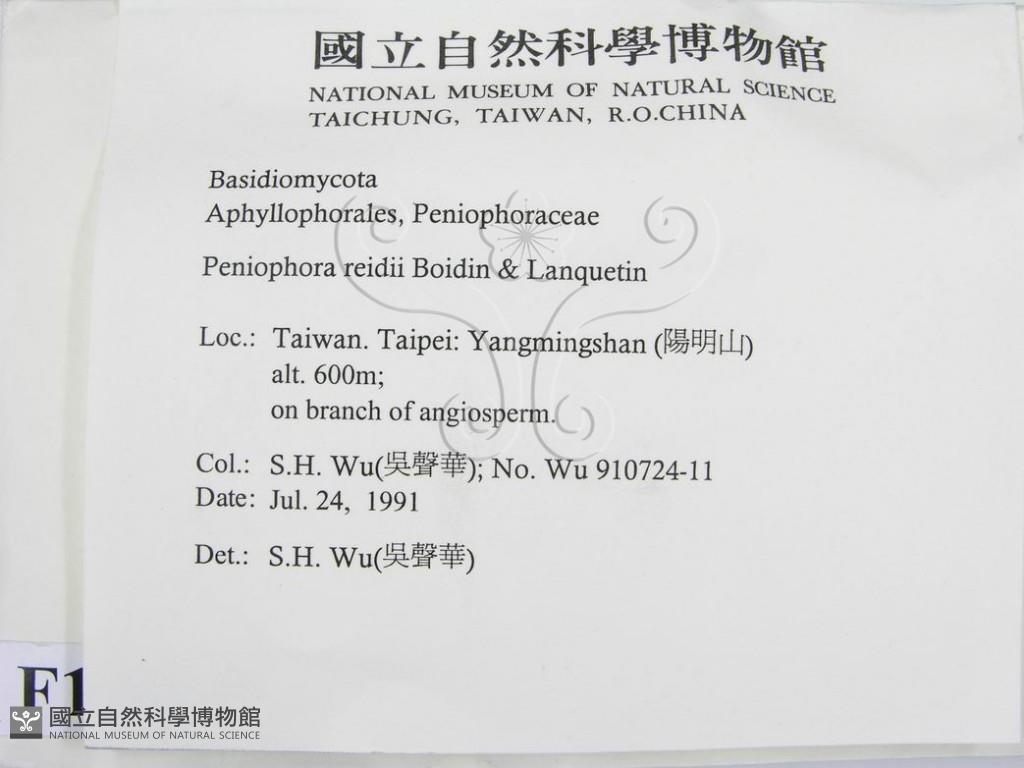 國立自然科學博物館
NATIONAL MUSEUM OF NATURAL SCIENCE
TAICHUNG, TAIWAN, R.O.CHINA
Basidiomycota
Aphyllophorales, Peniophoraceae
Peniophora reidii Boidin & Lanquetin
Loc.: Taiwan. Taipei: Yangmingshan (陽明山)
alt. 600m;
on branch of angiosperm.
Col.: S.H. Wu(吳聲華); No. Wu 910724-11
Date: Jul. 24, 1991
Det.: S.H. Wu(吳聲華)
F1
國立自然科學博物館
NATIONAL MUSEUM OF NATURAL SCIENCE